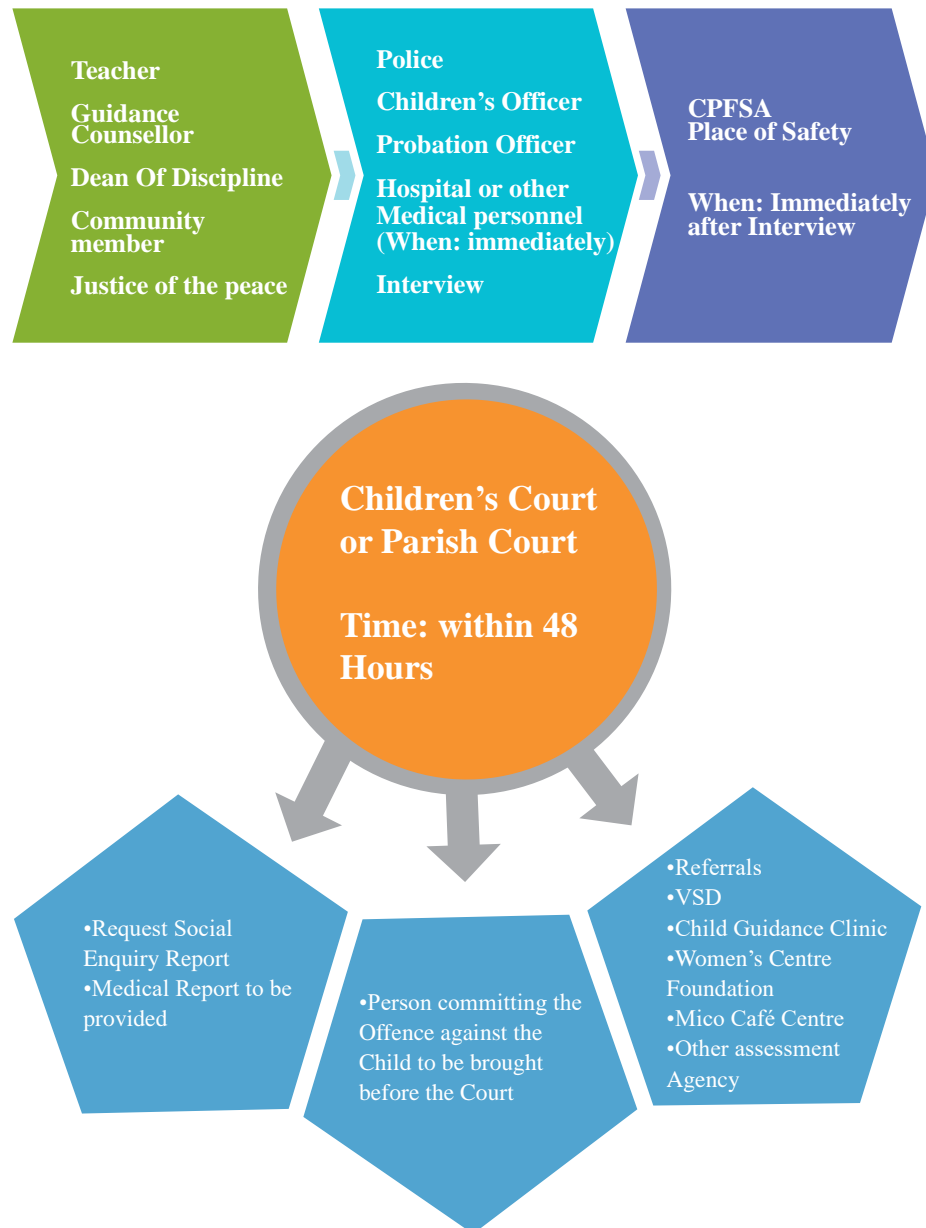 Teacher
Guidance
Counsellor
Dean Of Discipline
Community
member
Justice of the peace
Police
Children’s Officer
Probation Officer
Hospital or other
Medical personnel
(When: immediately)
Interview
CPFSA
Place of Safety
When: Immediately
after Interview
Children’s Court
or Parish Court
Time: within 48
Hours
•Request Social
Enquiry Report
•Medical Report to be
provided
•Person committing the
Offence against the
Child to be brought
before the Court
•Referrals
•VSD
•Child Guidance Clinic
•Women’s Centre
Foundation
•Mico Café Centre
•Other assessment
Agency